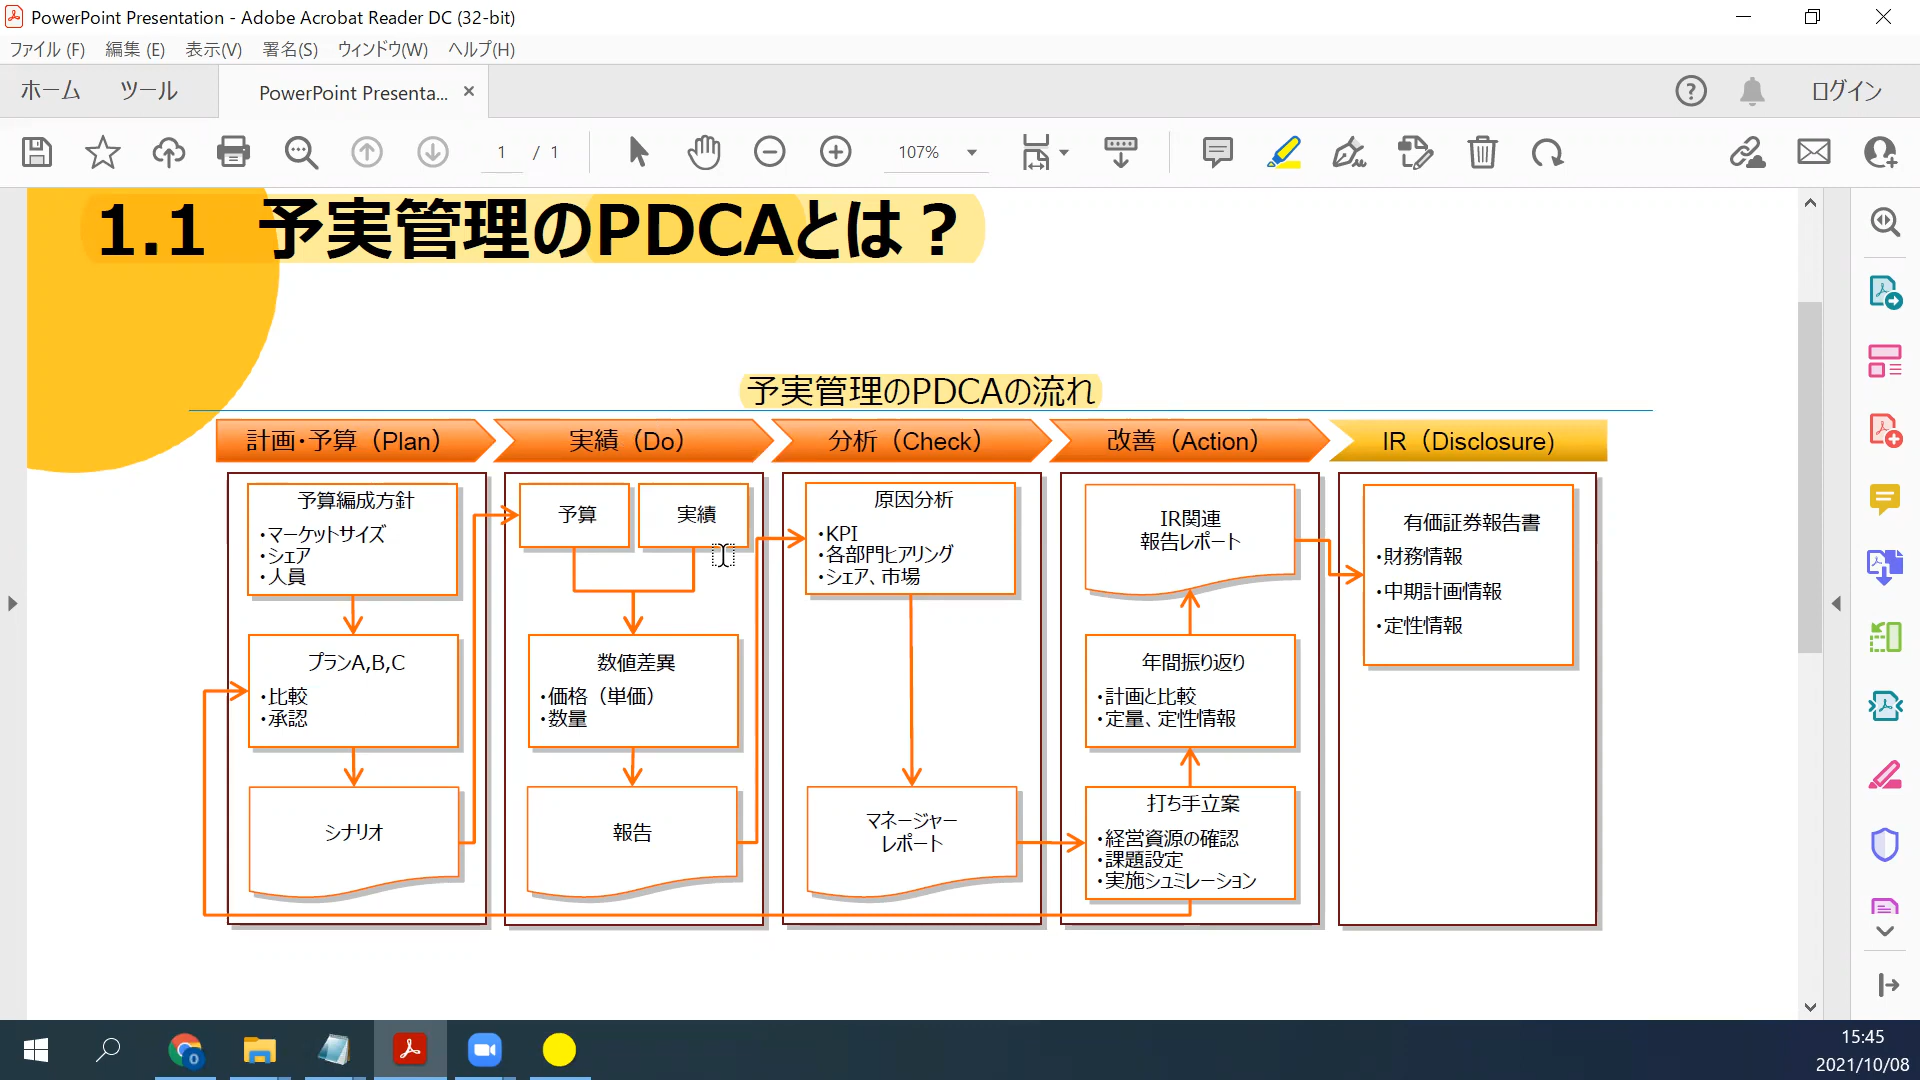 PowerPoint Presentation - Adobe Acrobat Reader DC (32-bit)
ファイル (F) 編集 (E) 表示(V) 署名(S) ウィンドウ(W) ヘルプ(H)
ホーム ツール PowerPoint Presenta... × ログイン
1 / 1 107%
1.1 予実管理のPDCAとは？
予実管理のPDCAの流れ
計画・予算（Plan） 実績（Do） 分析（Check） 改善（Action） IR（Disclosure）
予算編成方針
・マーケットサイズ
・シェア
・人員
プランA,B,C
・比較
・承認
シナリオ
予算 実績
数値差異
・価格（単価）
・数量
報告
原因分析
・KPI
・各部門ヒアリング
・シェア、市場
マネージャー
レポート
IR関連
報告レポート
年間振り返り
・計画と比較
・定量、定性情報
打ち手立案
・経営資源の確認
・課題設定
・実施シュミレーション
有価証券報告書
・財務情報
・中期計画情報
・定性情報
15:45
2021/10/08